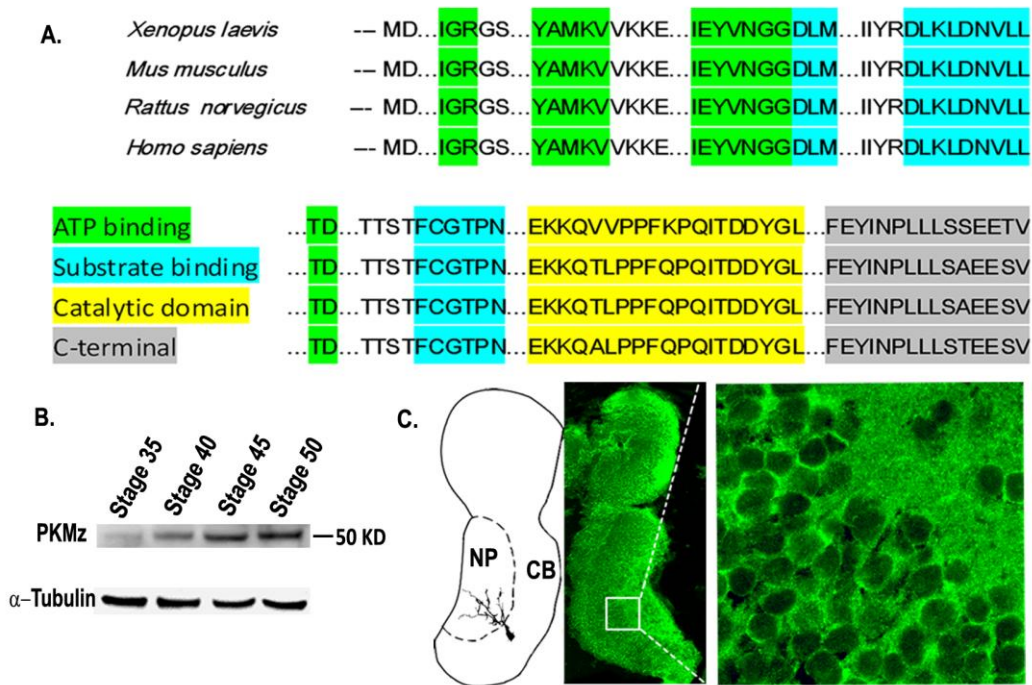 A.
Xenopus laevis --- MD...IGRGS...YAMKVVKKE...IEYVNGGDLM...IIYRDLKLDNVLL
Mus musculus --- MD...IGRGS...YAMKVVKKE...IEYVNGGDLM...IIYRDLKLDNVLL
Rattus norvegicus --- MD...IGRGS...YAMKVVKKE...IEYVNGGDLM...IIYRDLKLDNVLL
Homo sapiens --- MD...IGRGS...YAMKVVKKE...IEYVNGGDLM...IIYRDLKLDNVLL
ATP binding ...TD...TTSTFCGTPN...EKKQVVPPFKPQITDDYGL...FEYINPLLLSSEETV
Substrate binding ...TD...TTSTFCGTPN...EKKQTLPPFQPQITDDYGL...FEYINPLLLSAEESV
Catalytic domain ...TD...TTSTFCGTPN...EKKQTLPPFQPQITDDYGL...FEYINPLLLSAEESV
C-terminal ...TD...TTSTFCGTPN...EKKQALPPFQPQITDDYGL...FEYINPLLLSTEESV
B.
Stage 35 Stage 40 Stage 45 Stage 50
PKMz —50 KD
α–Tubulin
C.
NP CB